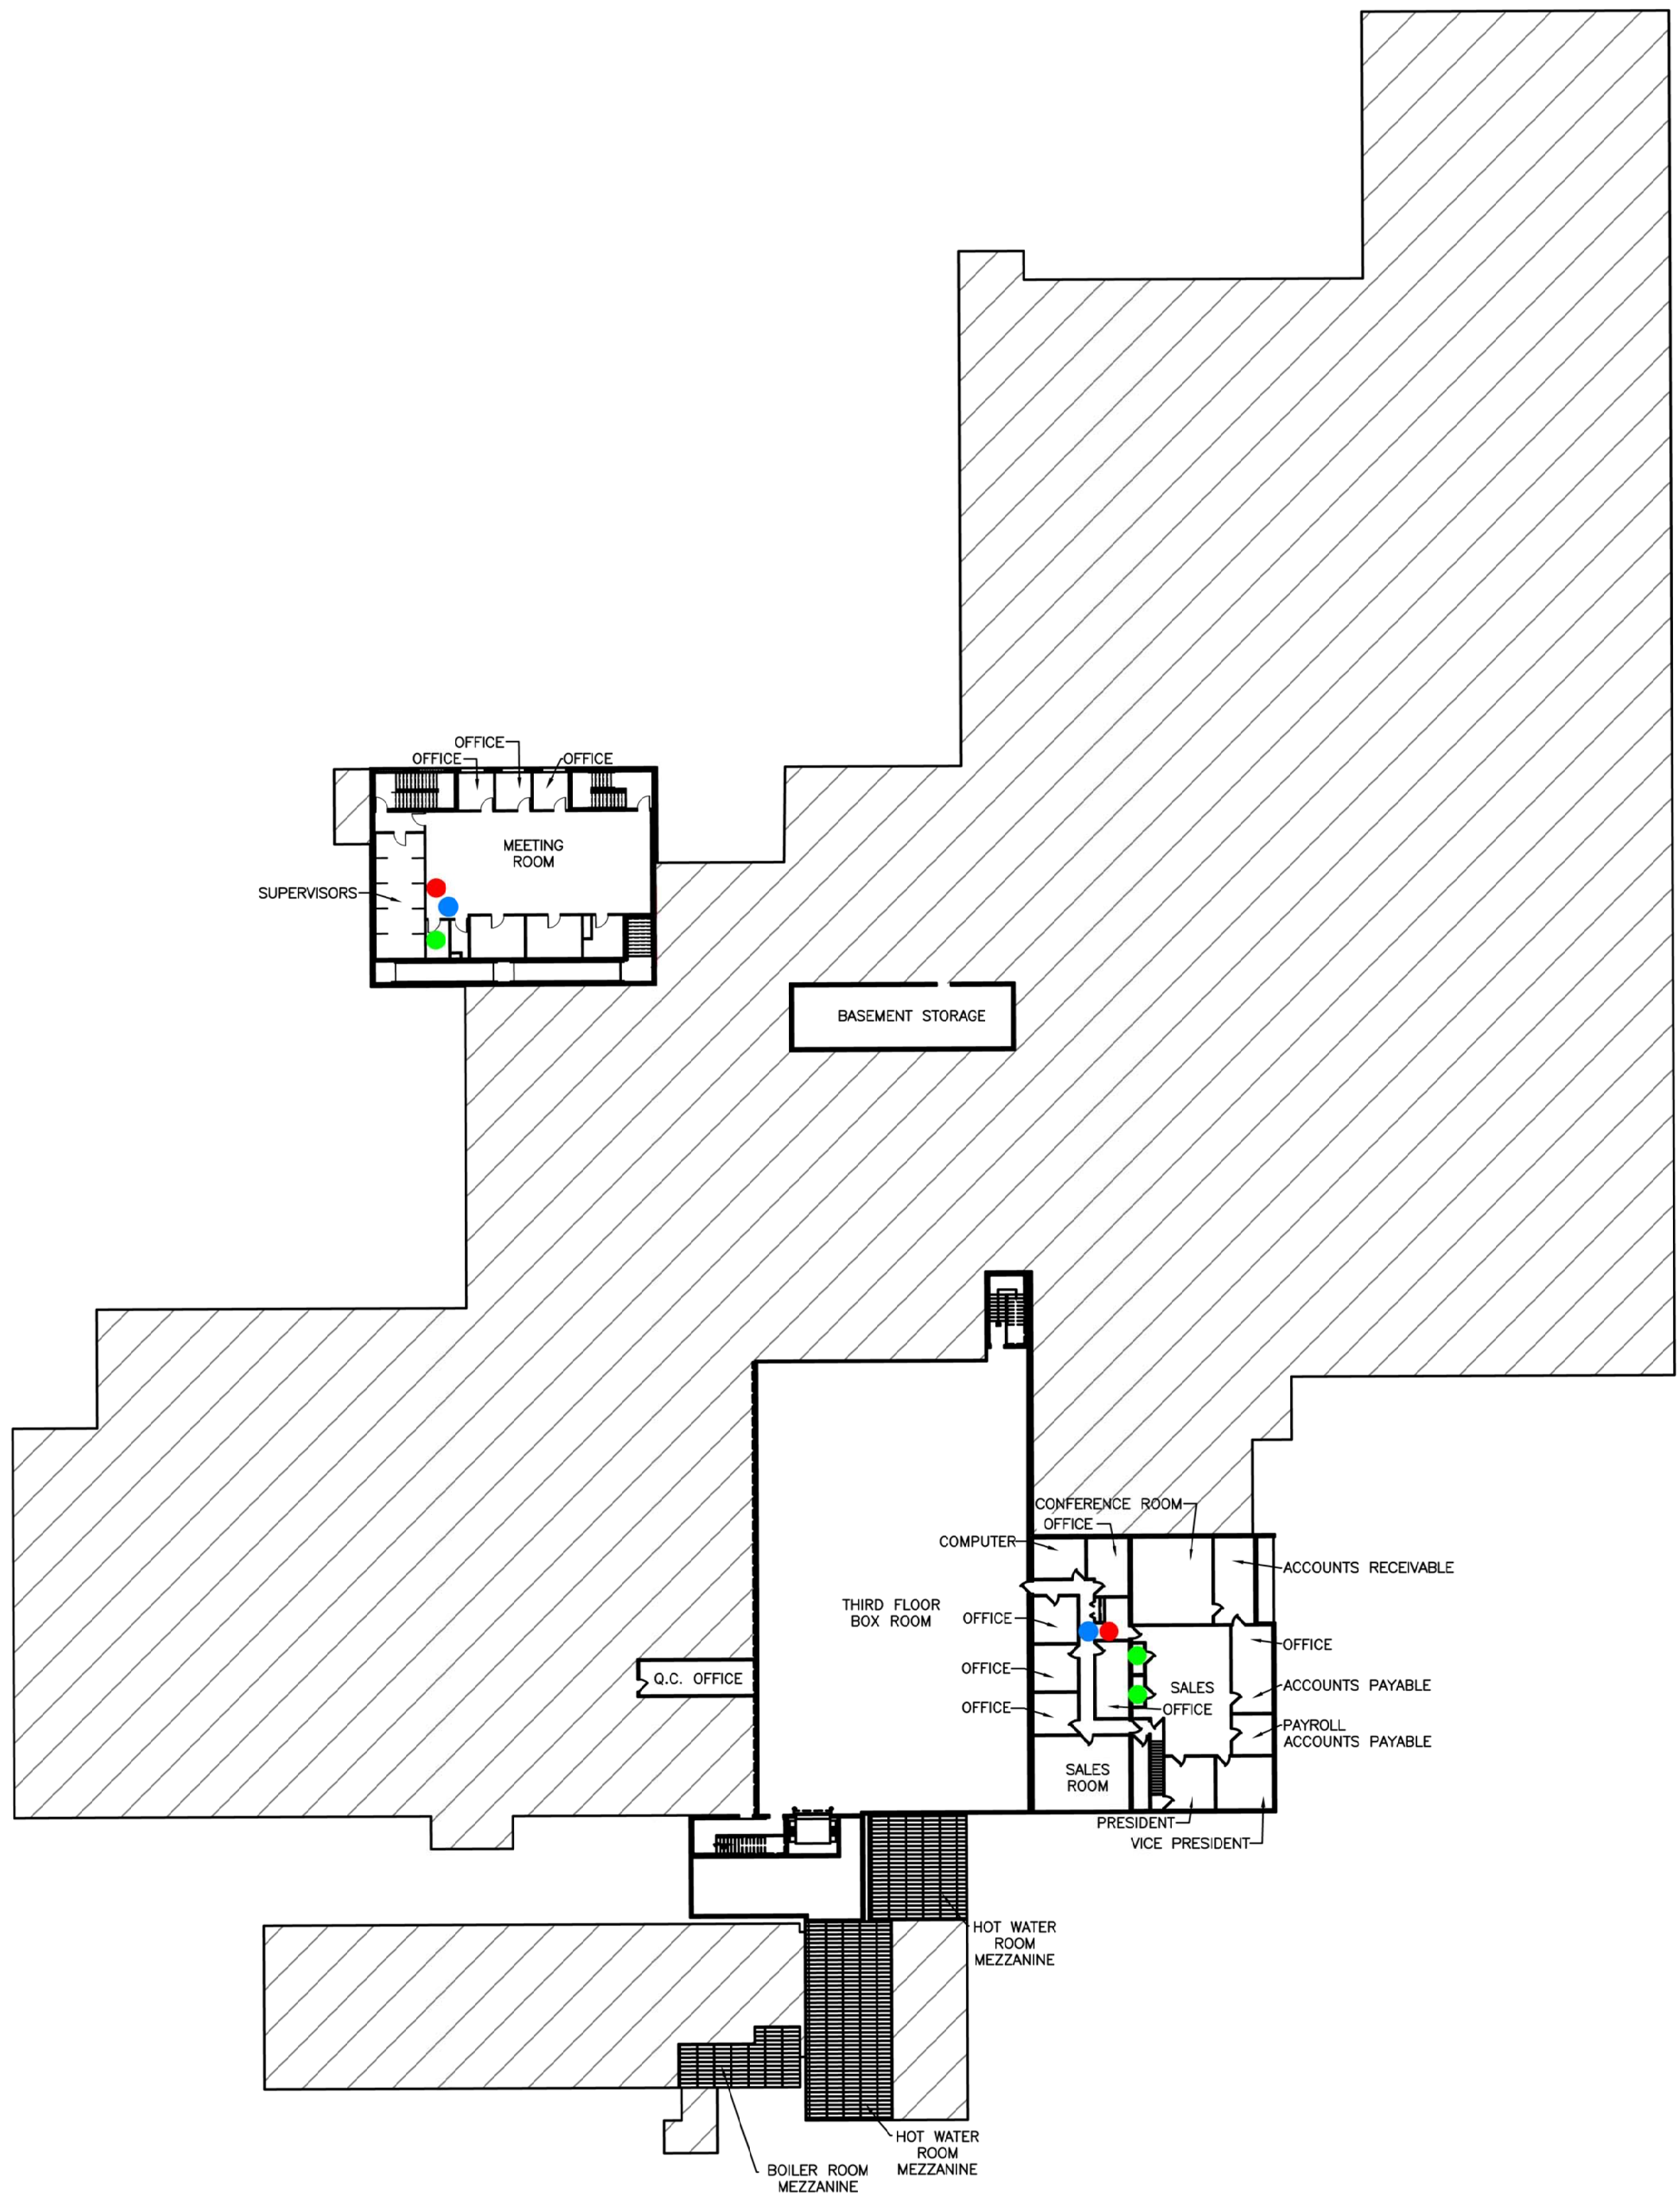 OFFICE
OFFICE
OFFICE
MEETING
ROOM
SUPERVISORS
BASEMENT STORAGE
CONFERENCE ROOM
OFFICE
COMPUTER
ACCOUNTS RECEIVABLE
THIRD FLOOR
BOX ROOM
OFFICE
OFFICE
OFFICE
Q.C. OFFICE
ACCOUNTS PAYABLE
SALES
OFFICE
OFFICE
PAYROLL
ACCOUNTS PAYABLE
SALES
ROOM
PRESIDENT
VICE PRESIDENT
HOT WATER
ROOM
MEZZANINE
HOT WATER
ROOM
MEZZANINE
BOILER ROOM
MEZZANINE